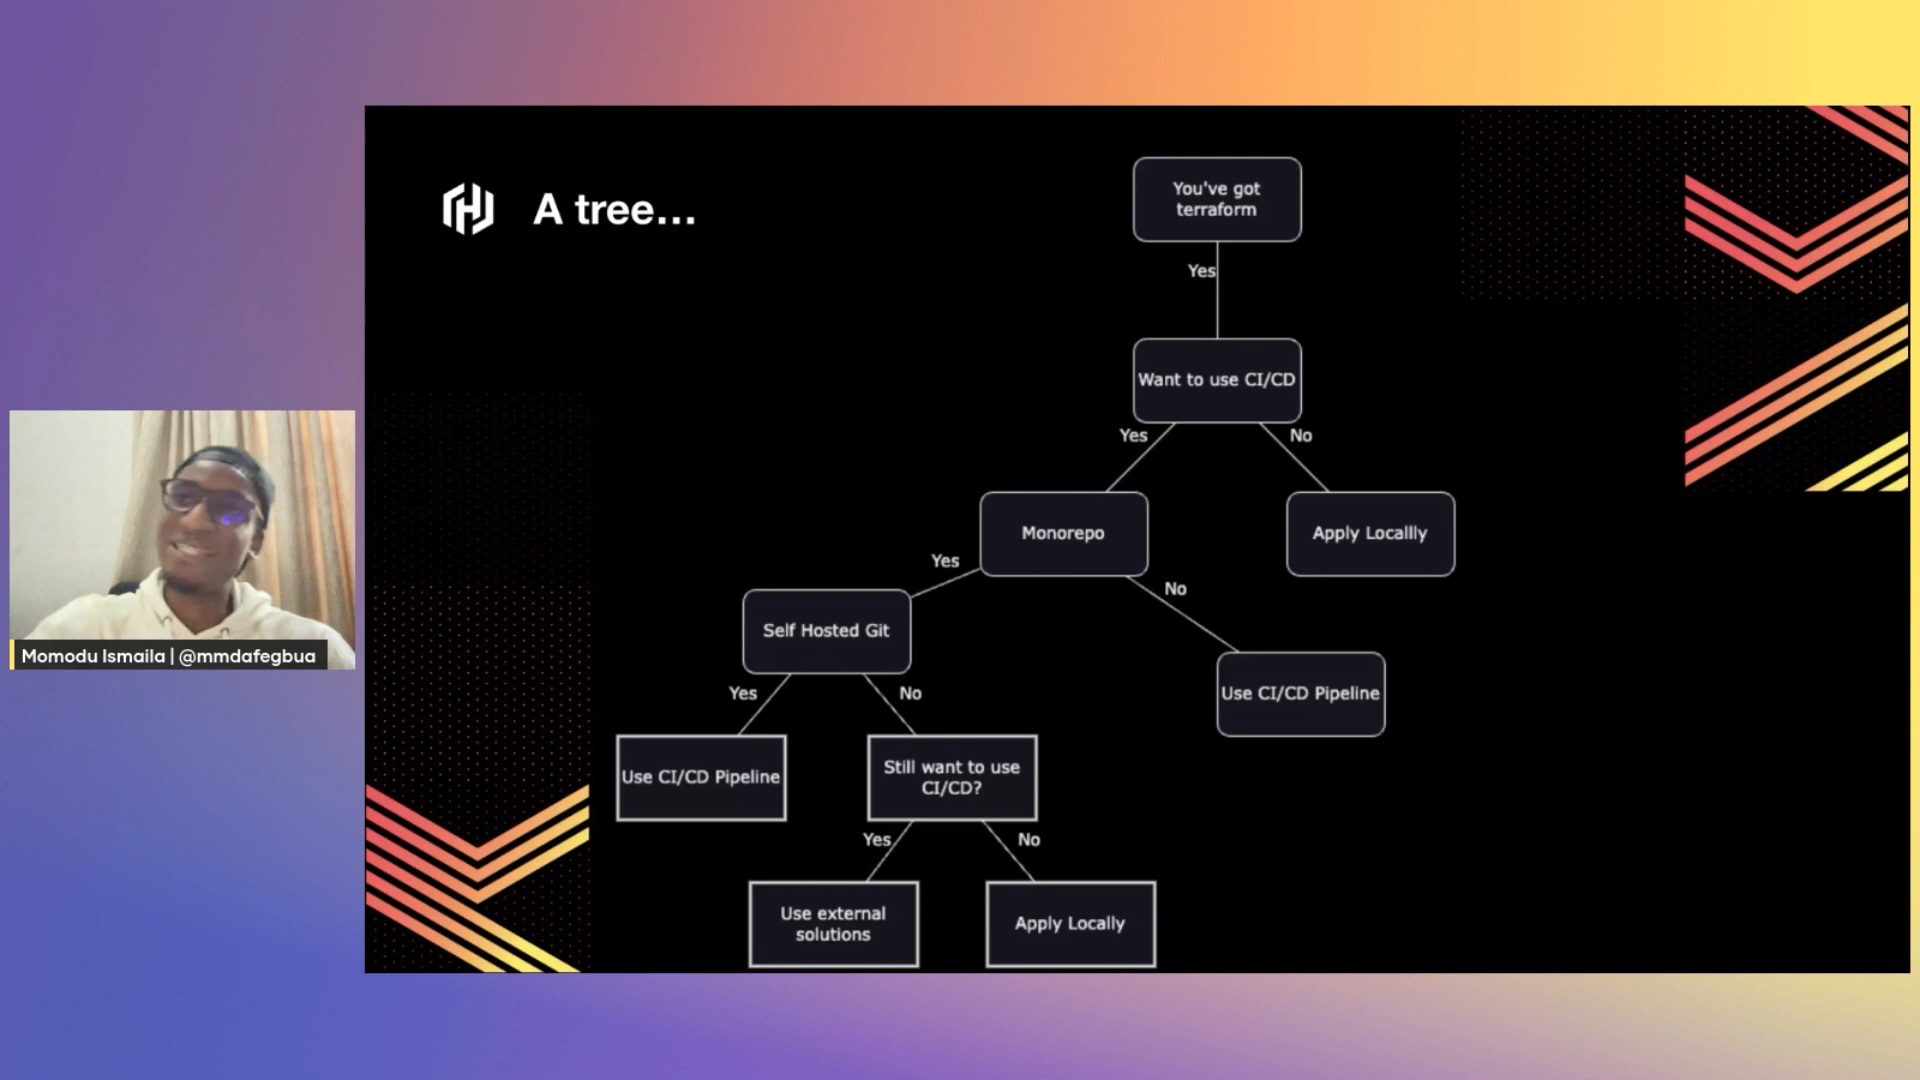 A tree...
You've got
terraform
Yes
Want to use CI/CD
Yes
No
Monorepo
Apply Locallly
Yes
No
Self Hosted Git
Yes
No
Use CI/CD Pipeline
Use CI/CD Pipeline
Still want to use
CI/CD?
Yes
No
Use external
solutions
Apply Locally
Momodu Ismaila | @mmdafegbua